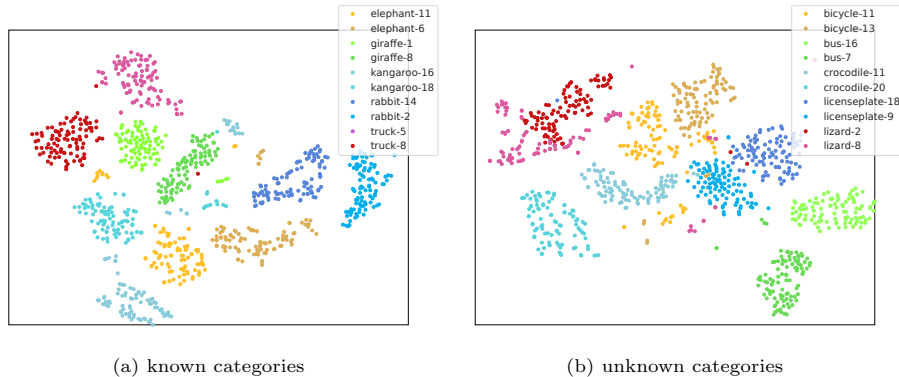 elephant-11
elephant-6
giraffe-1
giraffe-8
kangaroo-16
kangaroo-18
rabbit-14
rabbit-2
truck-5
truck-8
(a) known categories
bicycle-11
bicycle-13
bus-16
bus-7
crocodile-11
crocodile-20
licenseplate-18
licenseplate-9
lizard-2
lizard-8
(b) unknown categories